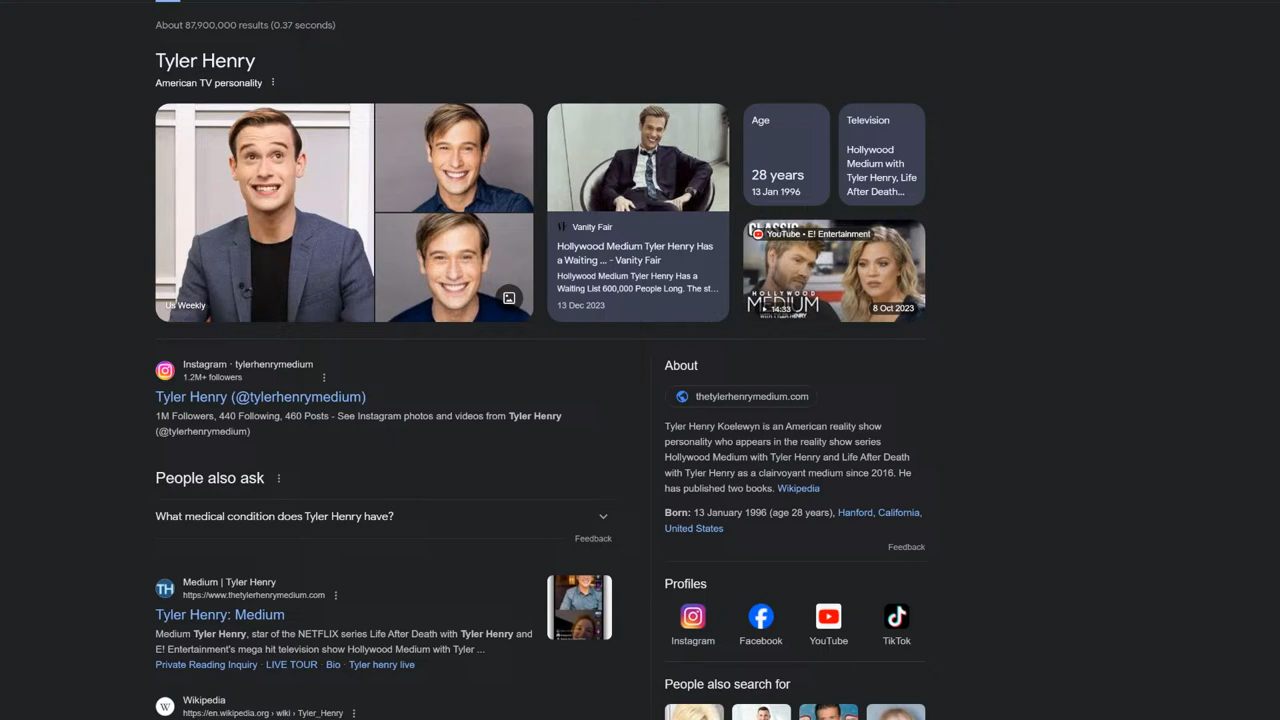 About 87,900,000 results (0.37 seconds)
Tyler Henry
American TV personality
Us Weekly
Vanity Fair
Hollywood Medium Tyler Henry Has
a Waiting ... - Vanity Fair
Hollywood Medium Tyler Henry Has a
Waiting List 600,000 People Long. The st...
13 Dec 2023
Age
28 years
13 Jan 1996
Television
Hollywood
Medium with
Tyler Henry, Life
After Death...
CLASSIC
YouTube • E! Entertainment
HOLLYWOOD
MEDIUM
WITH TYLER HENRY
14:33
8 Oct 2023
Instagram · tylerhenrymedium
1.2M+ followers
Tyler Henry (@tylerhenrymedium)
1M Followers, 440 Following, 460 Posts - See Instagram photos and videos from Tyler Henry
(@tylerhenrymedium)
People also ask
What medical condition does Tyler Henry have?
Feedback
TH
Medium | Tyler Henry
https://www.thetylerhenrymedium.com
Tyler Henry: Medium
Medium Tyler Henry, star of the NETFLIX series Life After Death with Tyler Henry and
E! Entertainment's mega hit television show Hollywood Medium with Tyler ...
Private Reading Inquiry · LIVE TOUR · Bio · Tyler henry live
W
Wikipedia
https://en.wikipedia.org › wiki › Tyler_Henry
About
thetylerhenrymedium.com
Tyler Henry Koelewyn is an American reality show
personality who appears in the reality show series
Hollywood Medium with Tyler Henry and Life After Death
with Tyler Henry as a clairvoyant medium since 2016. He
has published two books. Wikipedia
Born: 13 January 1996 (age 28 years), Hanford, California,
United States
Feedback
Profiles
Instagram
Facebook
YouTube
TikTok
People also search for